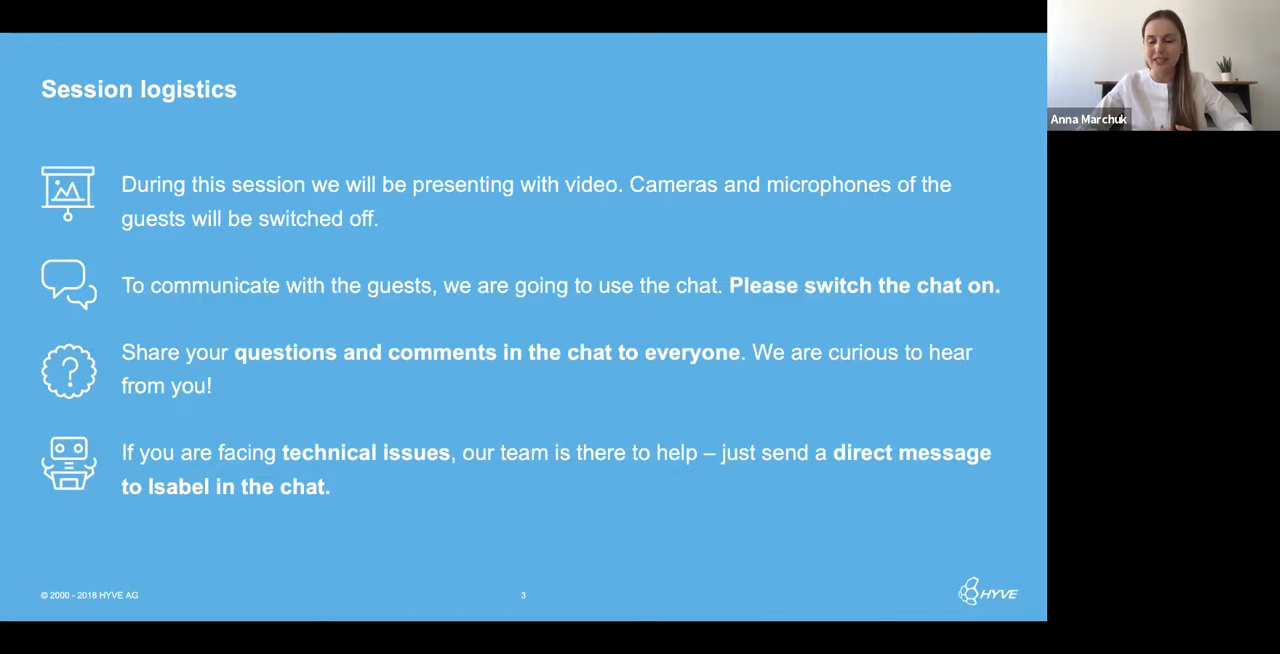 Session logistics
During this session we will be presenting with video. Cameras and microphones of the
guests will be switched off.
To communicate with the guests, we are going to use the chat. Please switch the chat on.
Share your questions and comments in the chat to everyone. We are curious to hear
from you!
If you are facing technical issues, our team is there to help – just send a direct message
to Isabel in the chat.
© 2000 - 2018 HYVE AG
3
HYVE
Anna Marchuk